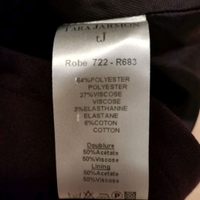 TARA JARMON
tJ
Robe 722 - R683
64%POLYESTER
POLYESTER
27%VISCOSE
VISCOSE
3%ELASTHANNE
ELASTANE
6%COTON
COTTON
Doublure
50%Acetate
50%Viscose
Lining
50%Acetate
50%Viscose